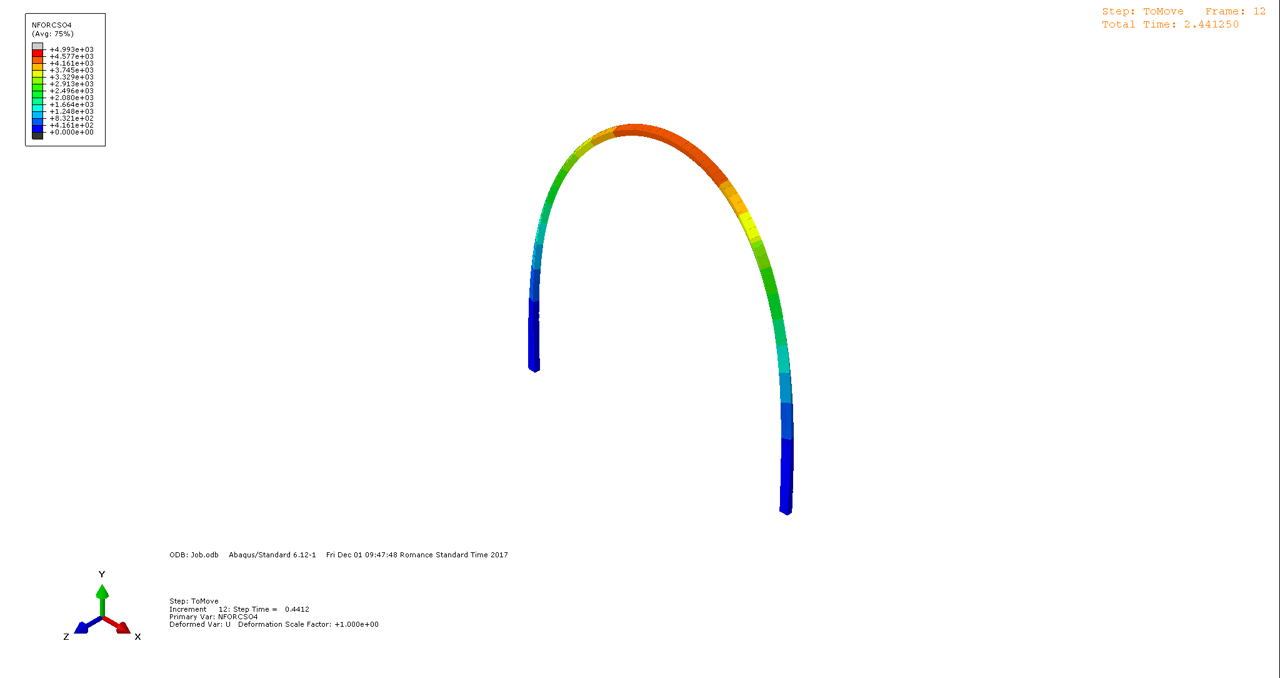 NFORCSO4
(Avg: 75%)
+4.993e+03
+4.577e+03
+4.161e+03
+3.745e+03
+3.329e+03
+2.913e+03
+2.496e+03
+2.080e+03
+1.664e+03
+1.248e+03
+8.321e+02
+4.161e+02
+0.000e+00
Step: ToMove Frame: 12
Total Time: 2.441250
ODB: Job.odb Abaqus/Standard 6.12-1 Fri Dec 01 09:47:48 Romance Standard Time 2017
Y
Z
X
Step: ToMove
Increment 12: Step Time = 0.4412
Primary Var: NFORCSO4
Deformed Var: U Deformation Scale Factor: +1.000e+00